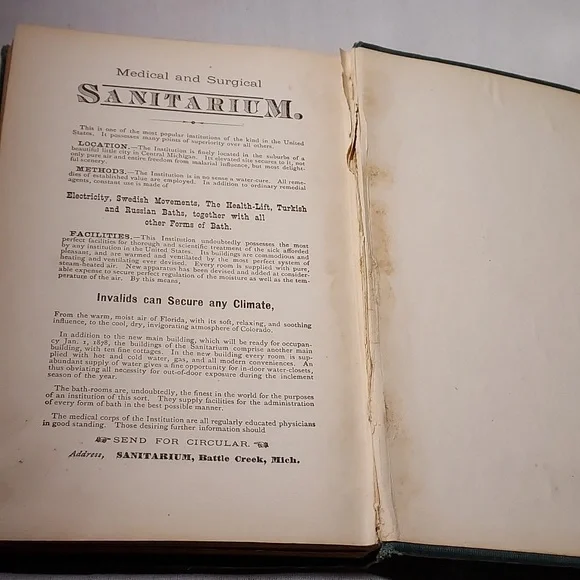 Medical and Surgical
SANITARIUM.
This is one of the most popular institutions of the kind in the United
States. It possesses many points of superiority over all others.
LOCATION.—The Institution is finely located in the suburbs of a
beautiful little city in Central Michigan. Its elevated site secures to it, not
only pure air and entire freedom from malarial influence, but most delight-
ful scenery.
METHODS.—The Institution is in no sense a water-cure. All reme-
dies of established value are employed. In addition to ordinary remedial
agents, constant use is made of
Electricity, Swedish Movements, The Health-Lift, Turkish
and Russian Baths, together with all
other Forms of Bath.
FACILITIES.—This Institution undoubtedly possesses the most
perfect facilities for thorough and scientific treatment of the sick afforded
by any institution in the United States. Its buildings are commodious and
pleasant, and are warmed and ventilated by the most perfect system of
heating and ventilating ever devised. Every room is supplied with pure,
steam-heated air. New apparatus has been devised and added at consider-
able expense to secure perfect regulation of the moisture as well as the tem-
perature of the air. By this means,
Invalids can Secure any Climate,
From the warm, moist air of Florida, with its soft, relaxing, and soothing
influence, to the cool, dry, invigorating atmosphere of Colorado.
In addition to the new main building, which will be ready for occupan-
cy Jan. 1, 1878, the buildings of the Sanitarium comprise another main
building, with ten fine cottages. In the new building every room is sup-
plied with hot and cold water, gas, and all modern conveniences. An
abundant supply of water gives a fine opportunity for in-door water-closets,
thus obviating all necessity for out-of-door exposure during the inclement
season of the year.
The bath-rooms are, undoubtedly, the finest in the world for the purposes
of an institution of this sort. They supply facilities for the administration
of every form of bath in the best possible manner.
The medical corps of the Institution are all regularly educated physicians
in good standing. Those desiring further information should
SEND FOR CIRCULAR.
Address, SANITARIUM, Battle Creek, Mich.